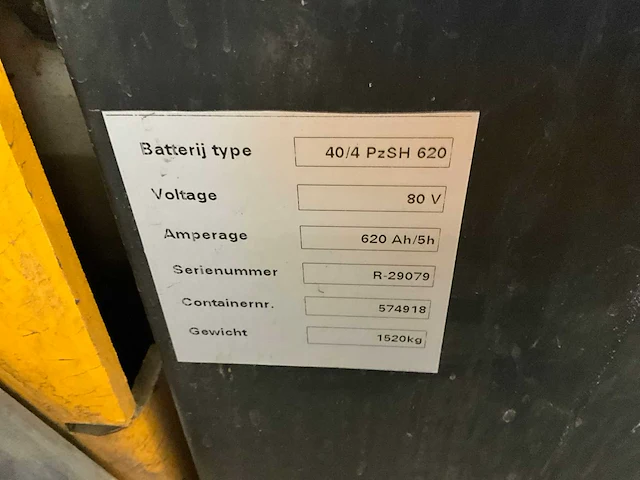 Batterij type 40/4 PzSH 620
Voltage 80 V
Amperage 620 Ah/5h
Serienummer R-29079
Containernr. 574918
Gewicht 1520kg